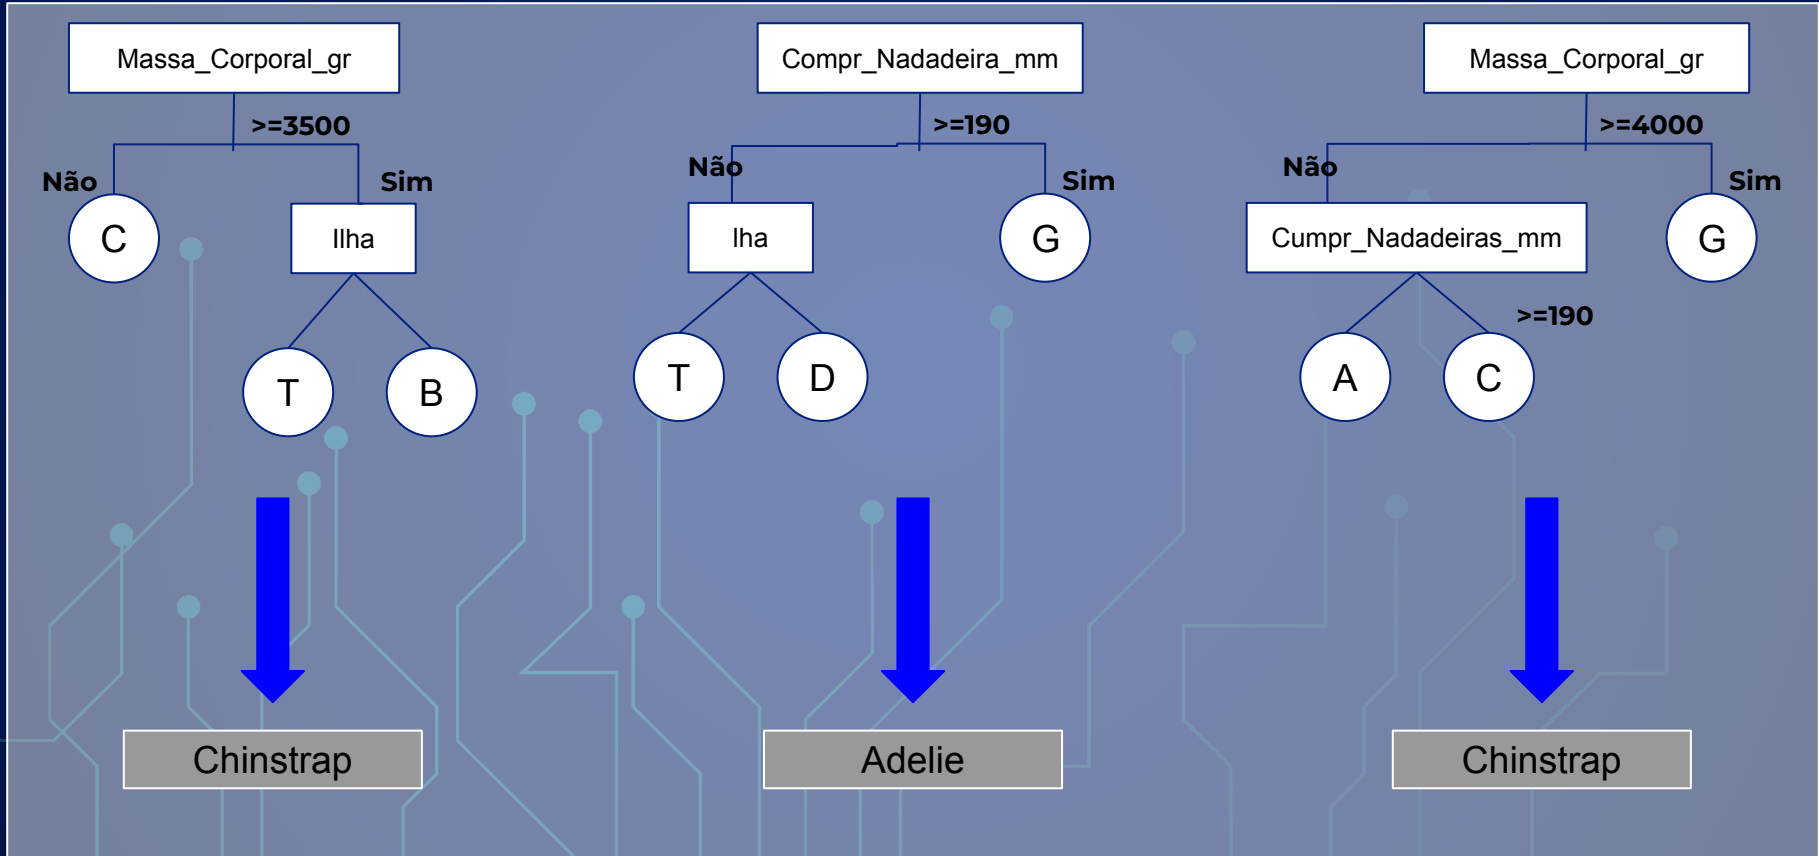 Massa_Corporal_gr
>=3500
Não
Sim
C
Ilha
T
B
Chinstrap
Compr_Nadadeira_mm
>=190
Não
Sim
lha
G
T
D
Adelie
Massa_Corporal_gr
>=4000
Não
Sim
Cumpr_Nadadeiras_mm
G
>=190
A
C
Chinstrap